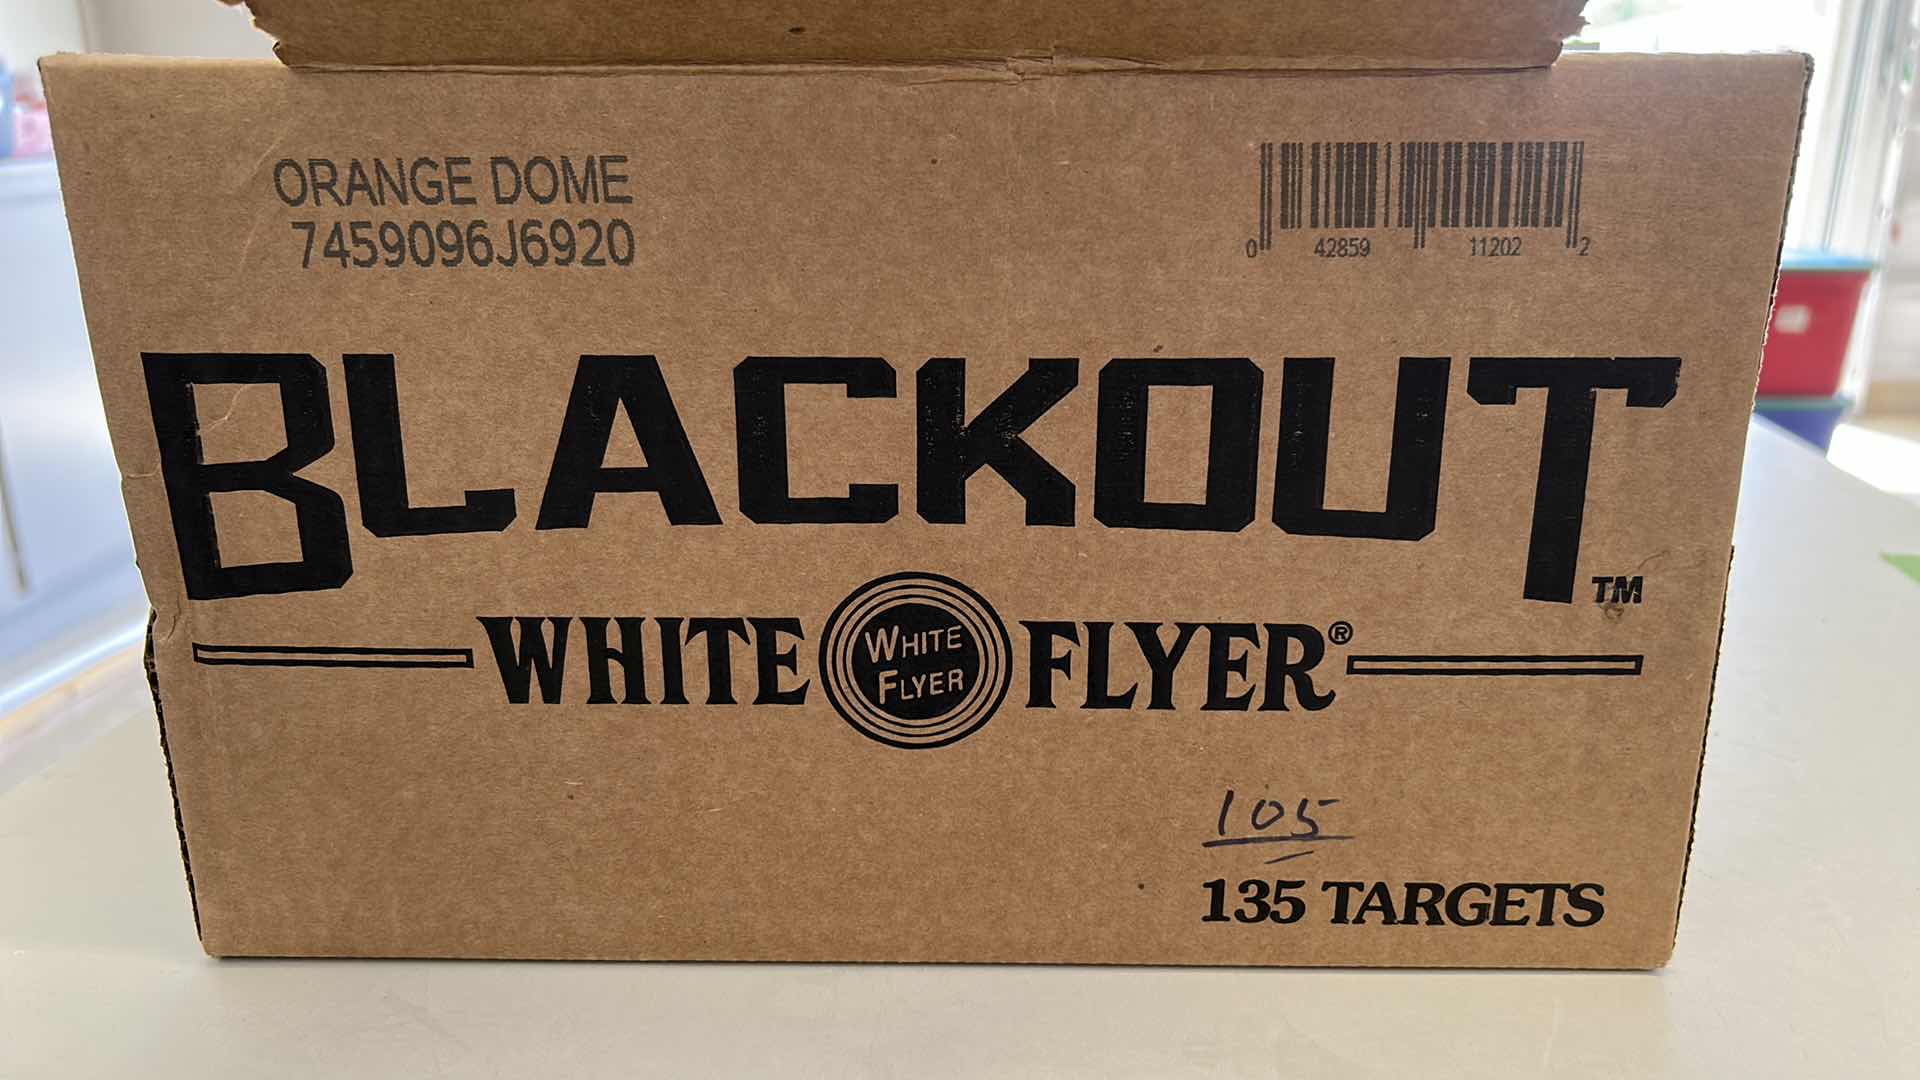 ORANGE DOME
7459096J6920
0 42859 11202 2
BLACKOUT™
WHITE WHITE FLYER FLYER®
105
135 TARGETS